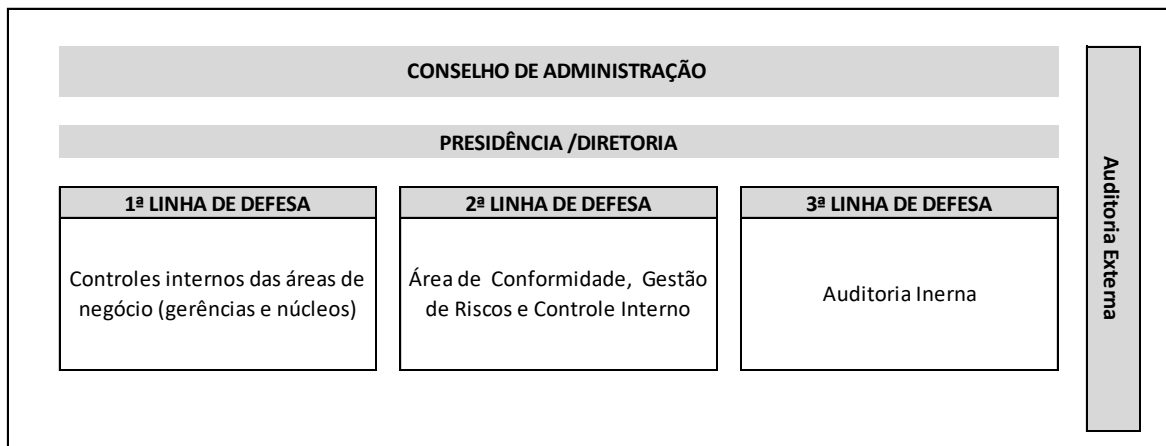 CONSELHO DE ADMINISTRAÇÃO
PRESIDÊNCIA /DIRETORIA
1ª LINHA DE DEFESA
Controles internos das áreas de
negócio (gerências e núcleos)
2ª LINHA DE DEFESA
Área de Conformidade, Gestão
de Riscos e Controle Interno
3ª LINHA DE DEFESA
Auditoria Inerna
Auditoria Externa